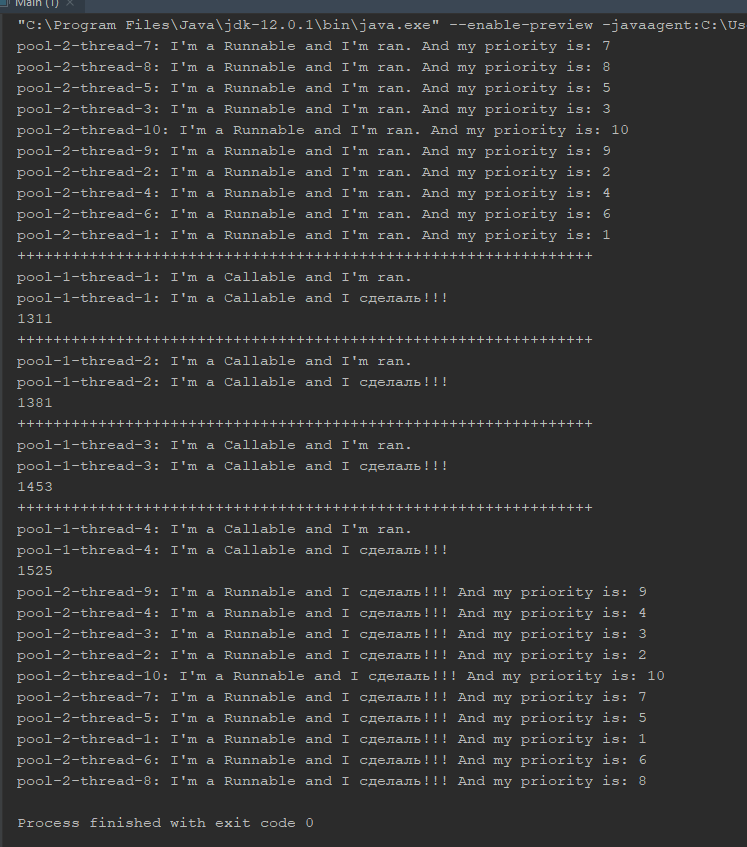 Main (1) ×
"C:\Program Files\Java\jdk-12.0.1\bin\java.exe" --enable-preview -javaagent:C:\Us
pool-2-thread-7: I'm a Runnable and I'm ran. And my priority is: 7
pool-2-thread-8: I'm a Runnable and I'm ran. And my priority is: 8
pool-2-thread-5: I'm a Runnable and I'm ran. And my priority is: 5
pool-2-thread-3: I'm a Runnable and I'm ran. And my priority is: 3
pool-2-thread-10: I'm a Runnable and I'm ran. And my priority is: 10
pool-2-thread-9: I'm a Runnable and I'm ran. And my priority is: 9
pool-2-thread-2: I'm a Runnable and I'm ran. And my priority is: 2
pool-2-thread-4: I'm a Runnable and I'm ran. And my priority is: 4
pool-2-thread-6: I'm a Runnable and I'm ran. And my priority is: 6
pool-2-thread-1: I'm a Runnable and I'm ran. And my priority is: 1
++++++++++++++++++++++++++++++++++++++++++++++++++++++++++++++++
pool-1-thread-1: I'm a Callable and I'm ran.
pool-1-thread-1: I'm a Callable and I сделаль!!!
1311
++++++++++++++++++++++++++++++++++++++++++++++++++++++++++++++++
pool-1-thread-2: I'm a Callable and I'm ran.
pool-1-thread-2: I'm a Callable and I сделаль!!!
1381
++++++++++++++++++++++++++++++++++++++++++++++++++++++++++++++++
pool-1-thread-3: I'm a Callable and I'm ran.
pool-1-thread-3: I'm a Callable and I сделаль!!!
1453
++++++++++++++++++++++++++++++++++++++++++++++++++++++++++++++++
pool-1-thread-4: I'm a Callable and I'm ran.
pool-1-thread-4: I'm a Callable and I сделаль!!!
1525
pool-2-thread-9: I'm a Runnable and I сделаль!!! And my priority is: 9
pool-2-thread-4: I'm a Runnable and I сделаль!!! And my priority is: 4
pool-2-thread-3: I'm a Runnable and I сделаль!!! And my priority is: 3
pool-2-thread-2: I'm a Runnable and I сделаль!!! And my priority is: 2
pool-2-thread-10: I'm a Runnable and I сделаль!!! And my priority is: 10
pool-2-thread-7: I'm a Runnable and I сделаль!!! And my priority is: 7
pool-2-thread-5: I'm a Runnable and I сделаль!!! And my priority is: 5
pool-2-thread-1: I'm a Runnable and I сделаль!!! And my priority is: 1
pool-2-thread-6: I'm a Runnable and I сделаль!!! And my priority is: 6
pool-2-thread-8: I'm a Runnable and I сделаль!!! And my priority is: 8
Process finished with exit code 0